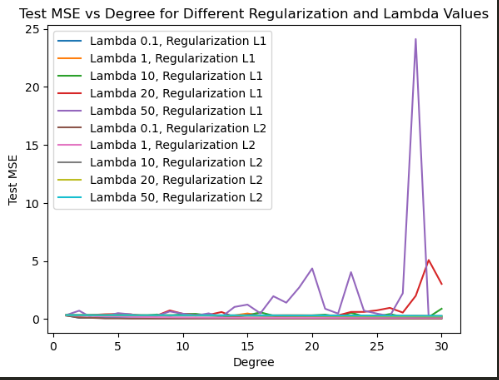 Test MSE vs Degree for Different Regularization and Lambda Values
25
20
15
10
5
0
Test MSE
Lambda 0.1, Regularization L1
Lambda 1, Regularization L1
Lambda 10, Regularization L1
Lambda 20, Regularization L1
Lambda 50, Regularization L1
Lambda 0.1, Regularization L2
Lambda 1, Regularization L2
Lambda 10, Regularization L2
Lambda 20, Regularization L2
Lambda 50, Regularization L2
0 5 10 15 20 25 30
Degree